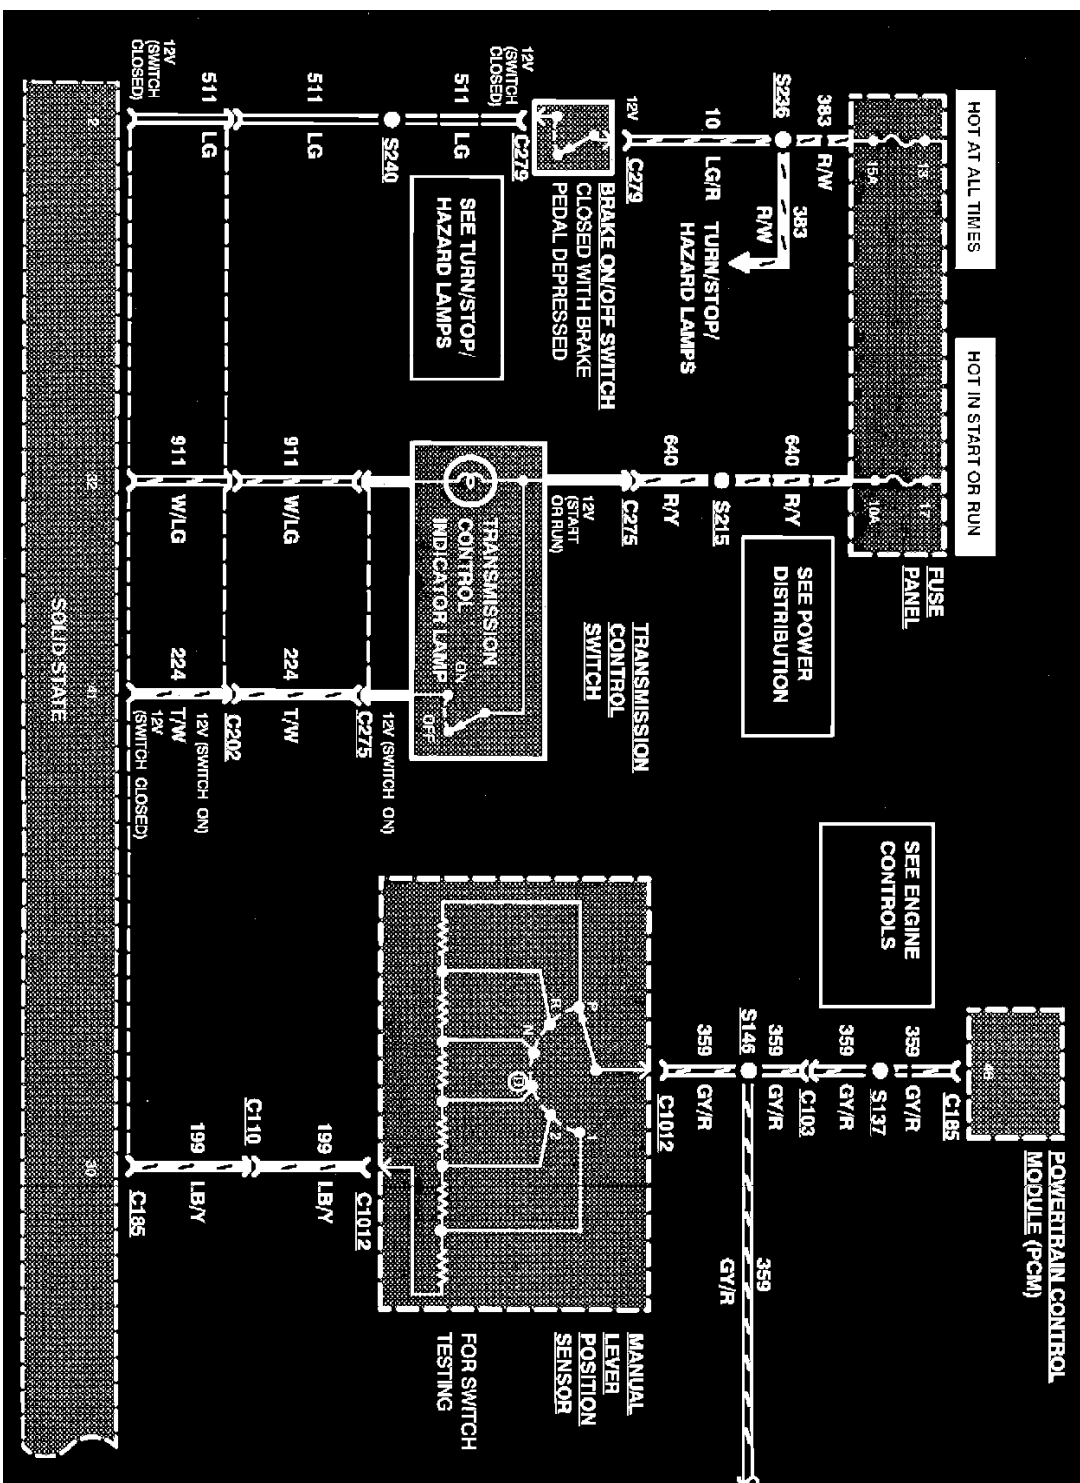 HOT AT ALL TIMES
HOT IN START OR RUN
FUSE
PANEL
13
15A
17
10A
383
R/W
S236
383
R/W
TURN/STOP/
HAZARD LAMPS
10
LG/R
12V
C279
BRAKE ON/OFF SWITCH
CLOSED WITH BRAKE
PEDAL DEPRESSED
12V
(SWITCH
CLOSED)
C279
511
LG
S240
511
LG
511
LG
12V
(SWITCH
CLOSED)
2
SEE TURN/STOP/
HAZARD LAMPS
640
R/Y
S215
640
R/Y
C275
12V
(START
OR RUN)
SEE POWER
DISTRIBUTION
TRANSMISSION
CONTROL
SWITCH
TRANSMISSION
CONTROL
INDICATOR LAMP
ON
OFF
911
W/LG
911
W/LG
32
C275
12V (SWITCH ON)
224
T/W
C202
12V (SWITCH ON)
224
T/W
12V
(SWITCH CLOSED)
41
SOLID STATE
SEE ENGINE
CONTROLS
POWERTRAIN CONTROL
MODULE (PCM)
46
C185
359
GY/R
S137
359
GY/R
C103
359
GY/R
S146
359
GY/R
359
GY/R
C1012
MANUAL
LEVER
POSITION
SENSOR
FOR SWITCH
TESTING
P
R
N
D
2
1
C1012
199
LB/Y
C110
199
LB/Y
C185
30